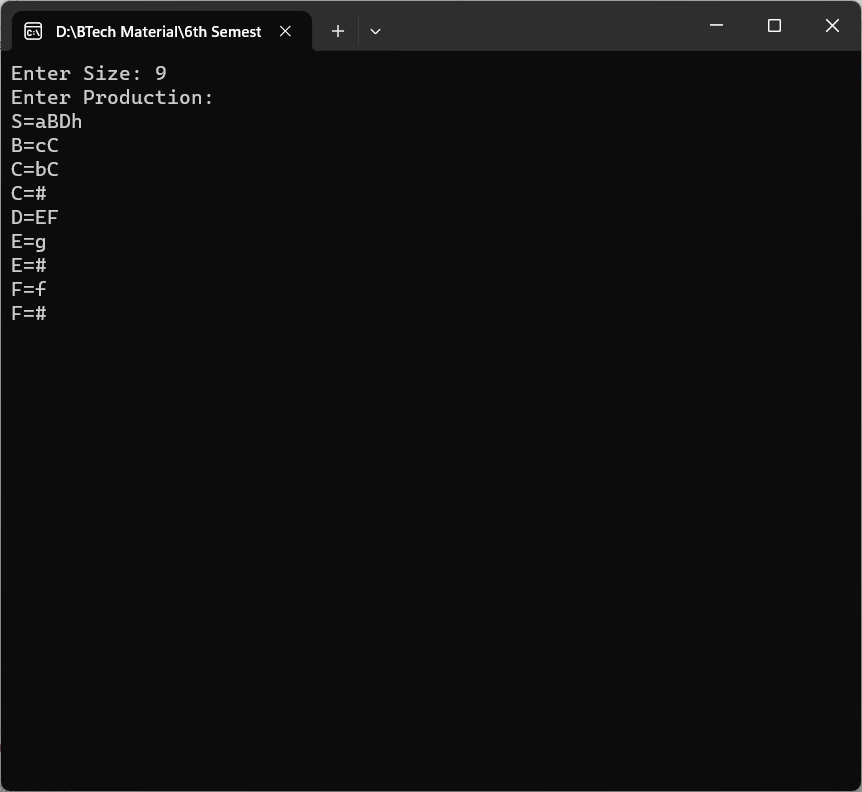 D:\BTech Material\6th Semest
Enter Size: 9
Enter Production:
S=aBDh
B=cC
C=bC
C=#
D=EF
E=g
E=#
F=f
F=#